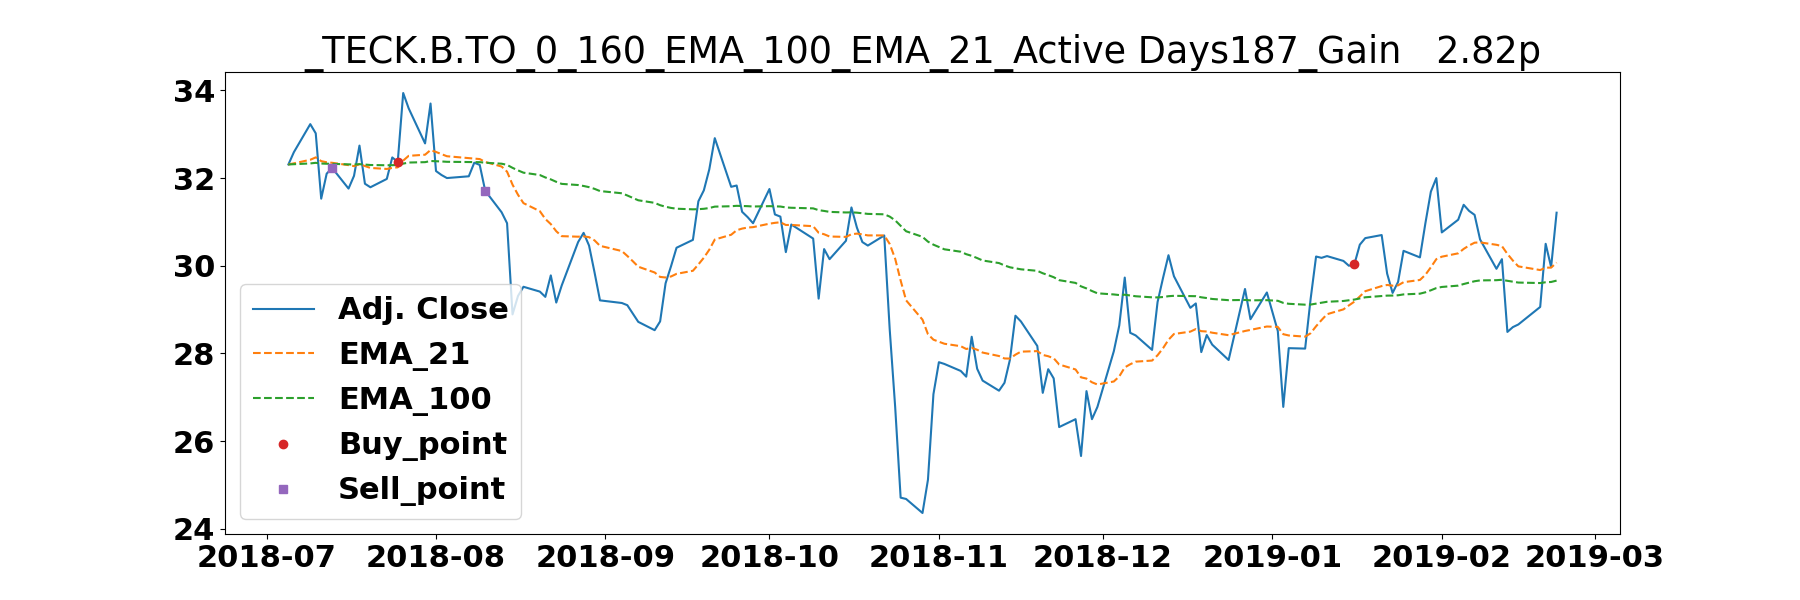 _TECK.B.TO_0_160_EMA_100_EMA_21_Active Days187_Gain   2.82p
34
32
30
28
26
24
Adj. Close
EMA_21
EMA_100
Buy_point
Sell_point
2018-07 2018-08 2018-09 2018-10 2018-11 2018-12 2019-01 2019-02 2019-03